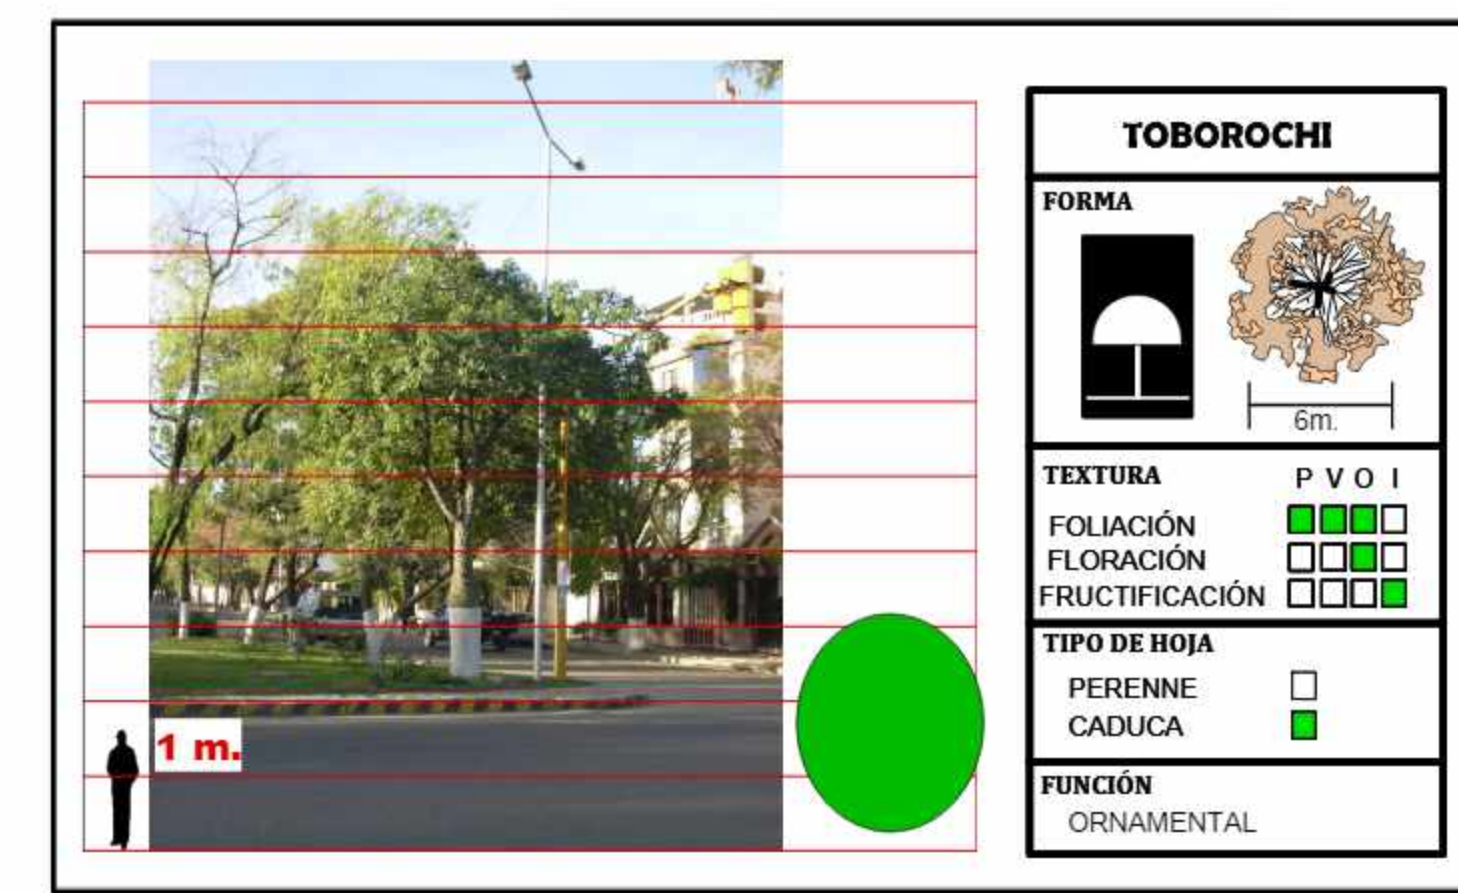 TOBOROCHI
FORMA
6m.
TEXTURA P V O I
FOLIACIÓN
FLORACIÓN
FRUCTIFICACIÓN
TIPO DE HOJA
PERENNE
CADUCA
FUNCIÓN
ORNAMENTAL
1 m.